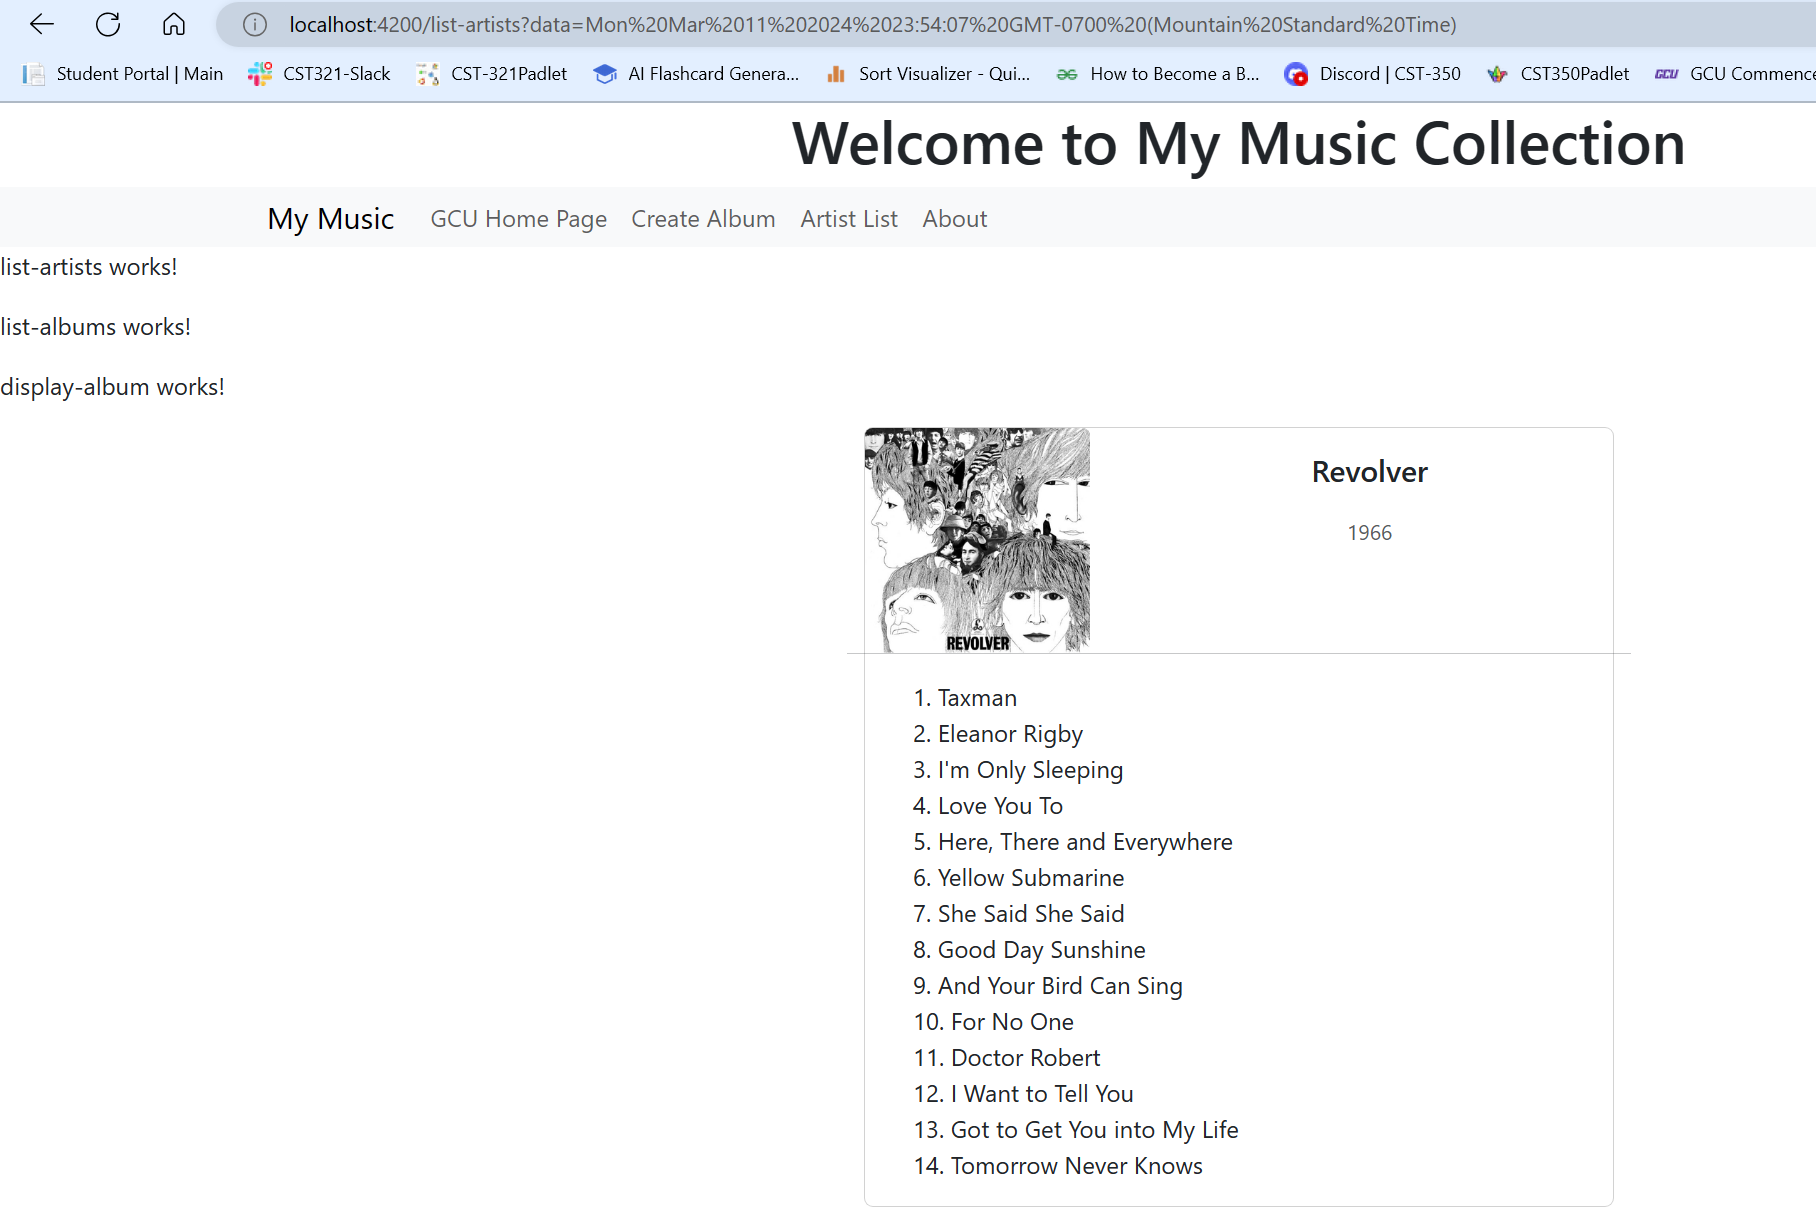 localhost:4200/list-artists?data=Mon%20Mar%2011%202024%2023:54:07%20GMT-0700%20(Mountain%20Standard%20Time)
Student Portal | Main CST321-Slack CST-321Padlet AI Flashcard Genera... Sort Visualizer - Qui... How to Become a B... Discord | CST-350 CST350Padlet GCU GCU Commence
Welcome to My Music Collection
My Music GCU Home Page Create Album Artist List About
list-artists works!
list-albums works!
display-album works!
REVOLVER
Revolver
1966
1. Taxman
2. Eleanor Rigby
3. I'm Only Sleeping
4. Love You To
5. Here, There and Everywhere
6. Yellow Submarine
7. She Said She Said
8. Good Day Sunshine
9. And Your Bird Can Sing
10. For No One
11. Doctor Robert
12. I Want to Tell You
13. Got to Get You into My Life
14. Tomorrow Never Knows